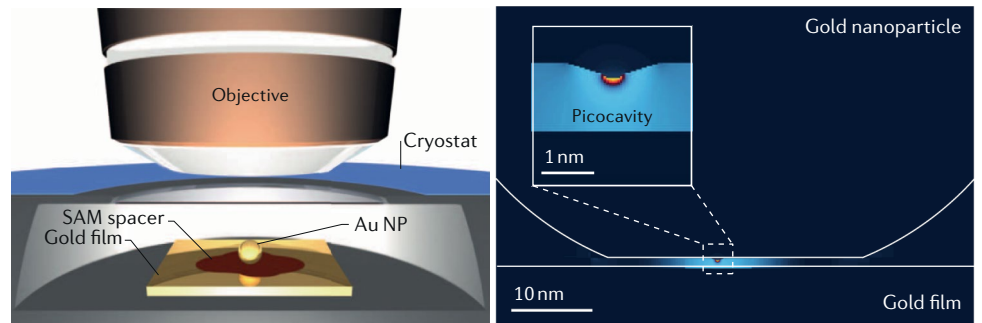 Objective
Cryostat
SAM spacer
Gold film
Au NP
Gold nanoparticle
Picocavity
1 nm
10 nm
Gold film